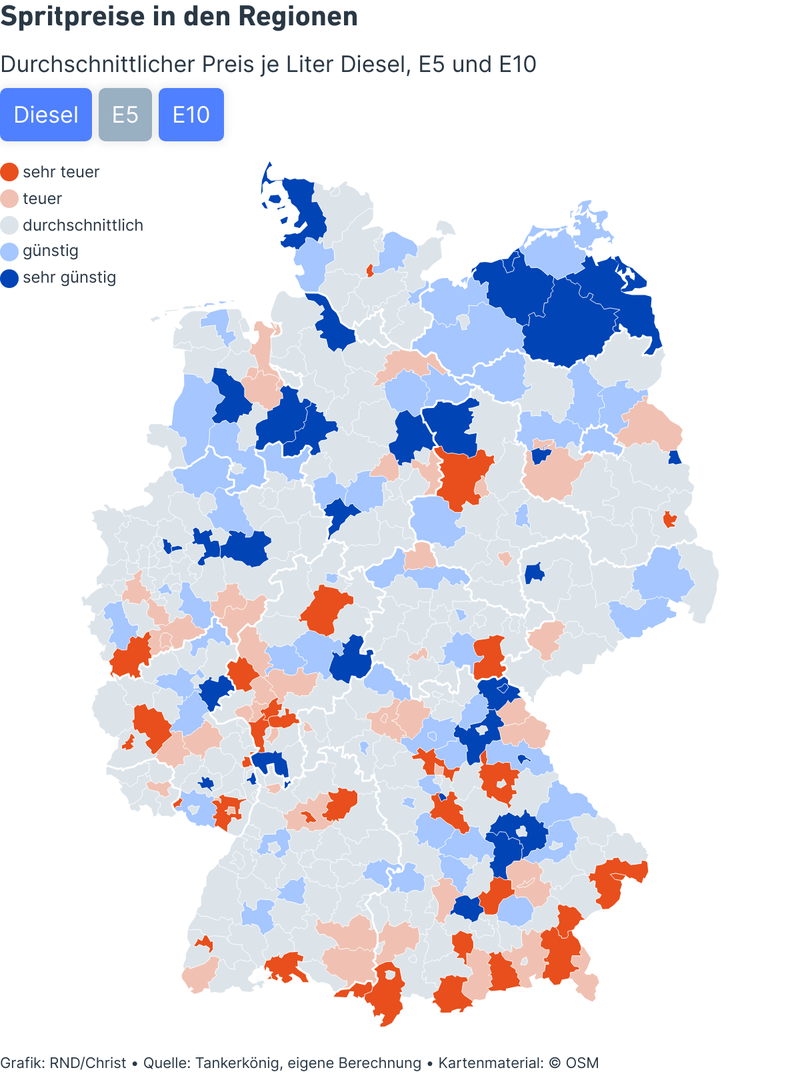 Spritpreise in den Regionen
Durchschnittlicher Preis je Liter Diesel, E5 und E10
Diesel E5 E10
sehr teuer
teuer
durchschnittlich
günstig
sehr günstig
Grafik: RND/Christ • Quelle: Tankerkönig, eigene Berechnung • Kartenmaterial: © OSM